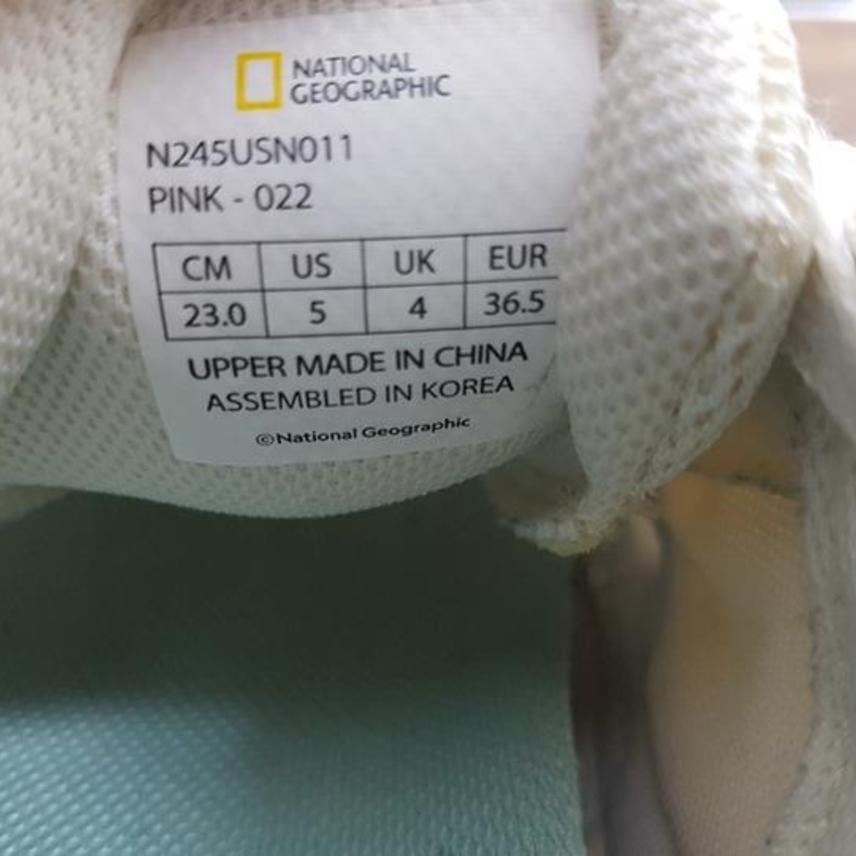 NATIONAL
GEOGRAPHIC
N245USN011
PINK - 022
CM US UK EUR
23.0 5 4 36.5
UPPER MADE IN CHINA
ASSEMBLED IN KOREA
©National Geographic